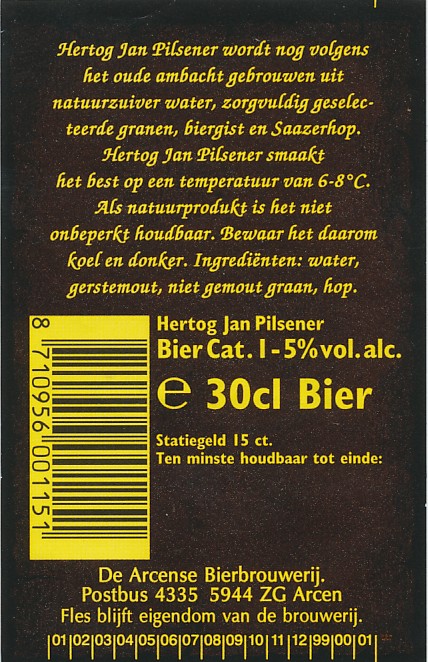 Hertog Jan Pilsener wordt nog volgens
het oude ambacht gebrouwen uit
natuurzuiver water, zorgvuldig geselec-
teerde granen, biergist en Saazerhop.
Hertog Jan Pilsener smaakt
het best op een temperatuur van 6-8°C.
Als natuurprodukt is het niet
onbeperkt houdbaar. Bewaar het daarom
koel en donker. Ingrediënten: water,
gerstemout, niet gemout graan, hop.
8 710956 001151
Hertog Jan Pilsener
Bier Cat. I - 5% vol. alc.
e 30cl Bier
Statiegeld 15 ct.
Ten minste houdbaar tot einde:
De Arcense Bierbrouwerij.
Postbus 4335 5944 ZG Arcen
Fles blijft eigendom van de brouwerij.
|01|02|03|04|05|06|07|08|09|10|11|12|99|00|01|